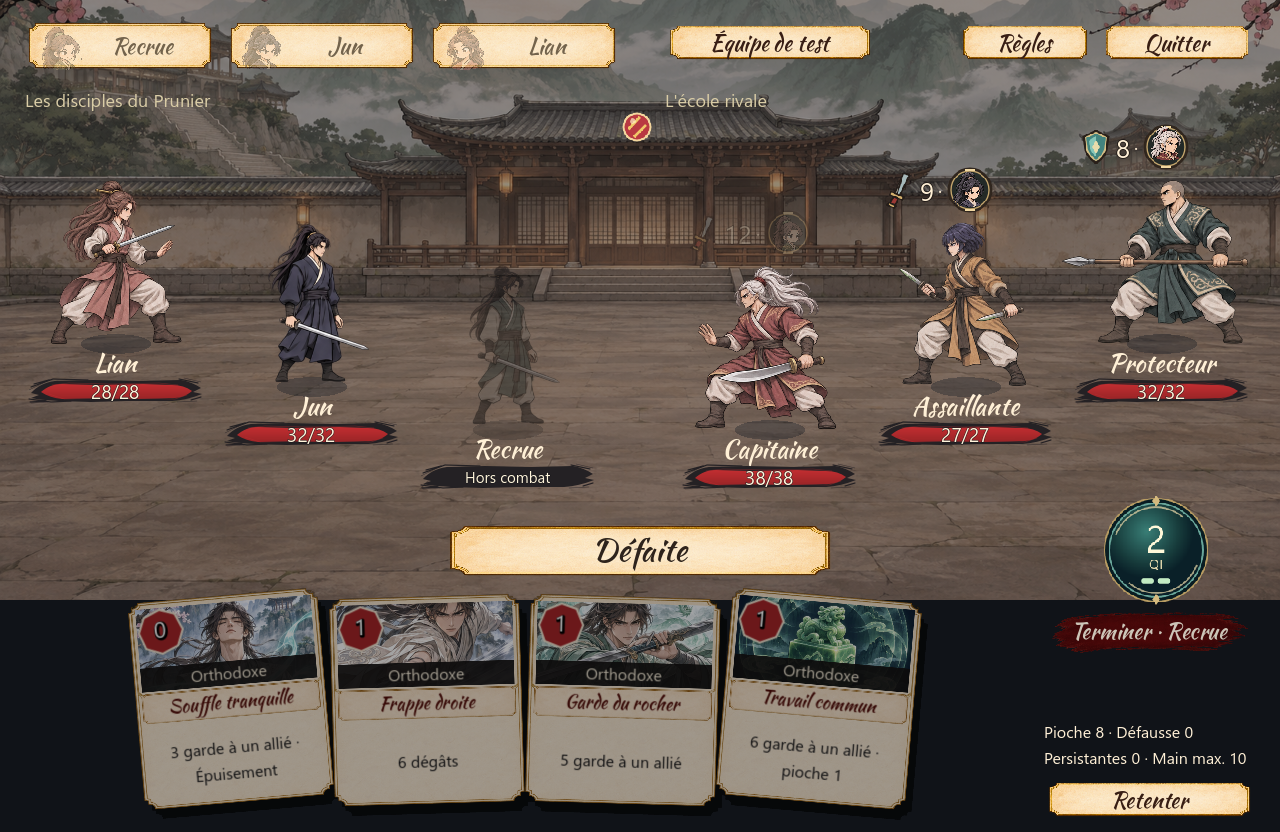 Recrue
Jun
Lian
Équipe de test
Règles
Quitter
Les disciples du Prunier
L'école rivale
8 ·
9 ·
12 ·
Lian
28/28
Jun
32/32
Recrue
Hors combat
Capitaine
38/38
Assaillante
27/27
Protecteur
32/32
Défaite
2
QI
Terminer · Recrue
0
Orthodoxe
Souffle tranquille
3 garde à un allié ·
Épuisement
1
Orthodoxe
Frappe droite
6 dégâts
1
Orthodoxe
Garde du rocher
5 garde à un allié
1
Orthodoxe
Travail commun
6 garde à un allié ·
pioche 1
Pioche 8 · Défausse 0
Persistantes 0 · Main max. 10
Retenter